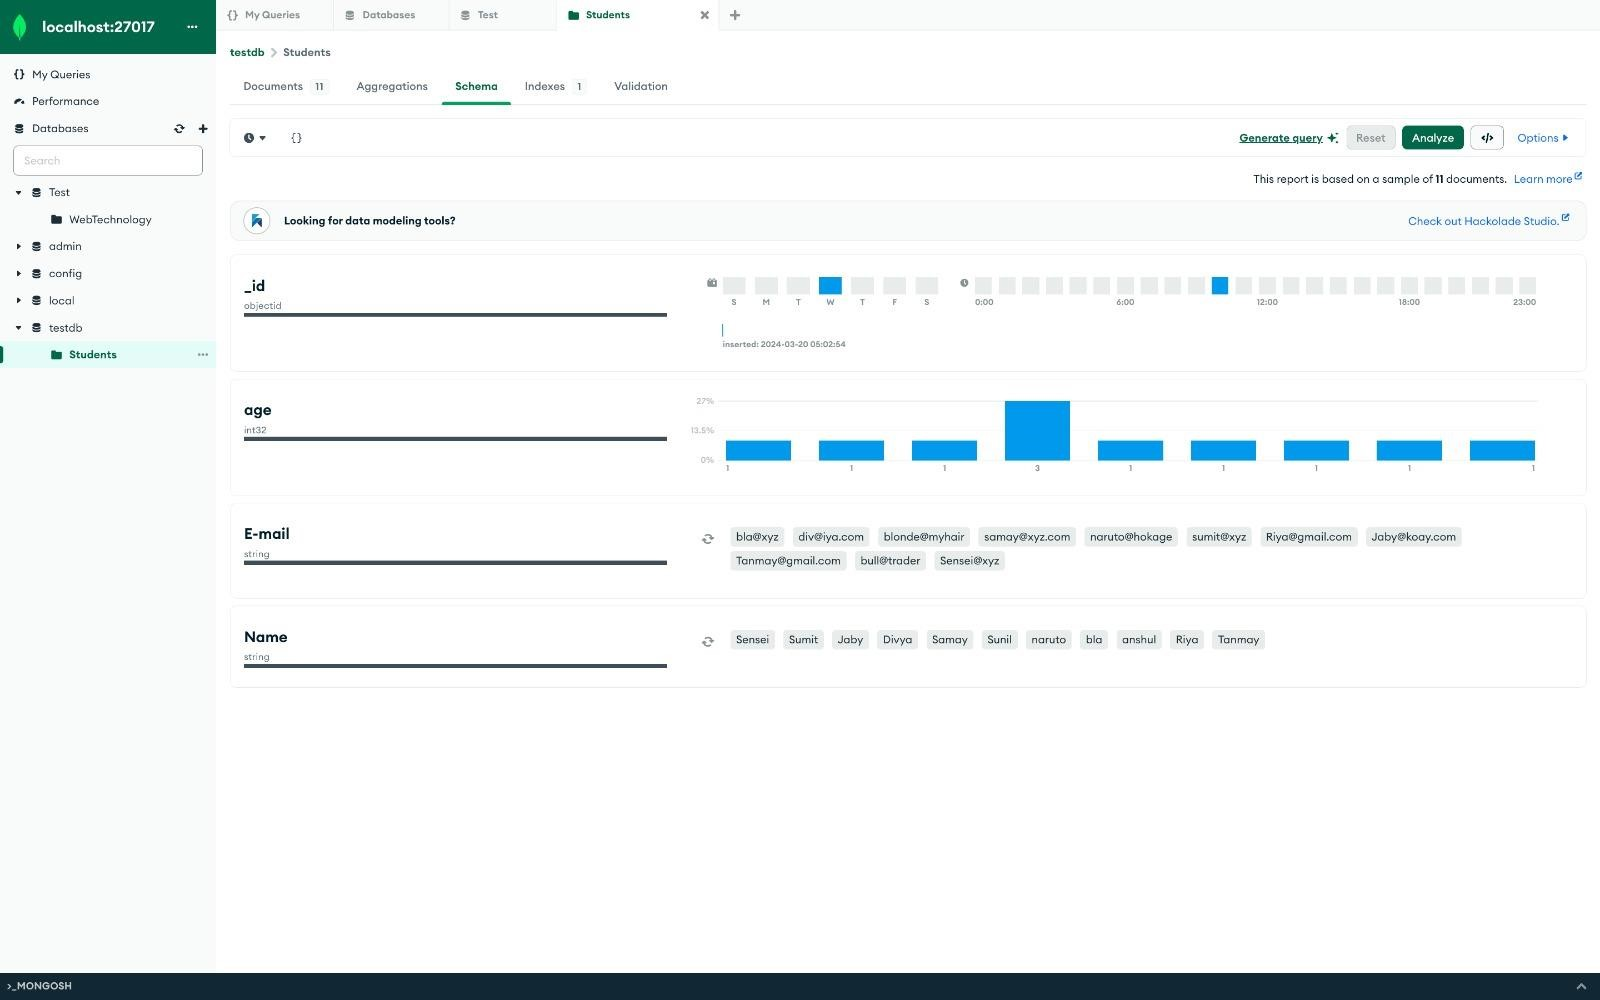 localhost:27017
My Queries
Performance
Databases
Search
Test
WebTechnology
admin
config
local
testdb
Students
{} My Queries Databases Test Students
testdb > Students
Documents 11 Aggregations Schema Indexes 1 Validation
{} Generate query Reset Analyze </> Options
This report is based on a sample of 11 documents. Learn more
Looking for data modeling tools? Check out Hackolade Studio.
_id
objectid
S M T W T F S 0:00 6:00 12:00 18:00 23:00
inserted: 2024-03-20 05:02:54
age
int32
27%
13.5%
0%
1 1 1 3 1 1 1 1 1
E-mail
string
bla@xyz div@iya.com blonde@myhair samay@xyz.com naruto@hokage sumit@xyz Riya@gmail.com Jaby@koay.com
Tanmay@gmail.com bull@trader Sensei@xyz
Name
string
Sensei Sumit Jaby Divya Samay Sunil naruto bla anshul Riya Tanmay
>_MONGOSH